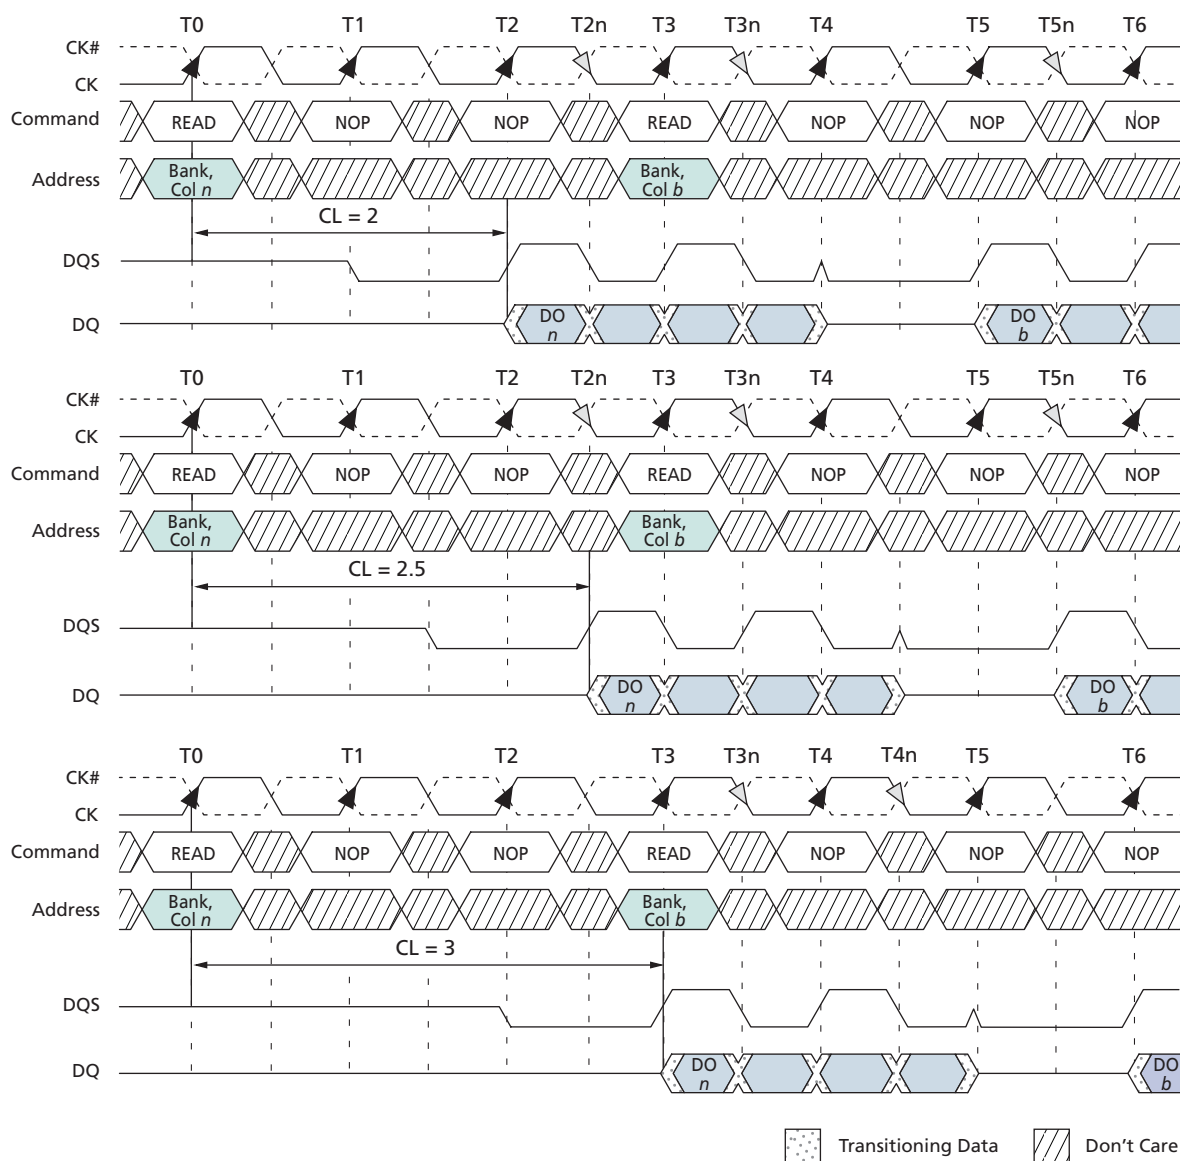 T0 T1 T2 T2n T3 T3n T4 T5 T5n T6
CK#
CK
Command READ NOP NOP READ NOP NOP NOP
Address Bank, Col n Bank, Col b
CL = 2
DQS
DQ DO n DO b
T0 T1 T2 T2n T3 T3n T4 T5 T5n T6
CK#
CK
Command READ NOP NOP READ NOP NOP NOP
Address Bank, Col n Bank, Col b
CL = 2.5
DQS
DQ DO n DO b
T0 T1 T2 T3 T3n T4 T4n T5 T6
CK#
CK
Command READ NOP NOP READ NOP NOP NOP
Address Bank, Col n Bank, Col b
CL = 3
DQS
DQ DO n DO b
Transitioning Data Don't Care